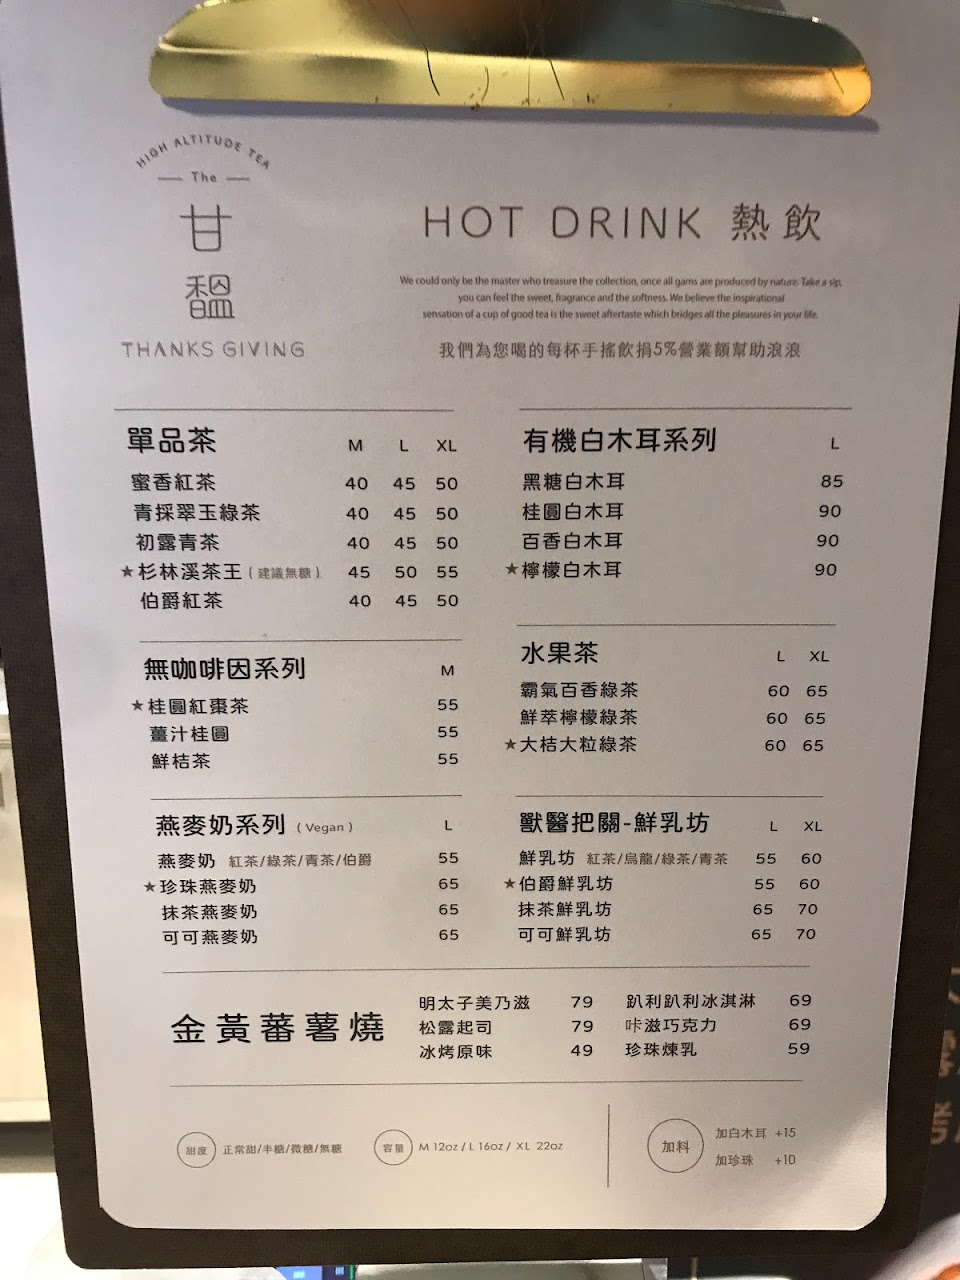 HIGH ALTITUDE TEA
The
甘
馧
THANKS GIVING
HOT DRINK 熱飲
We could only be the master who treasure the collection, once all gams are produced by nature. Take a sip,
you can feel the sweet, fragrance and the softness. We believe the inspirational
sensation of a cup of good tea is the sweet aftertaste which bridges all the pleasures in your life.
我們為您喝的每杯手搖飲捐5%營業額幫助浪浪
單品茶 M L XL
蜜香紅茶 40 45 50
青採翠玉綠茶 40 45 50
初露青茶 40 45 50
★杉林溪茶王(建議無糖) 45 50 55
伯爵紅茶 40 45 50
無咖啡因系列 M
★桂圓紅棗茶 55
薑汁桂圓 55
鮮桔茶 55
燕麥奶系列 (Vegan) L
燕麥奶 紅茶/綠茶/青茶/伯爵 55
★珍珠燕麥奶 65
抹茶燕麥奶 65
可可燕麥奶 65
有機白木耳系列 L
黑糖白木耳 85
桂圓白木耳 90
百香白木耳 90
★檸檬白木耳 90
水果茶 L XL
霸氣百香綠茶 60 65
鮮萃檸檬綠茶 60 65
★大桔大粒綠茶 60 65
獸醫把關-鮮乳坊 L XL
鮮乳坊 紅茶/烏龍/綠茶/青茶 55 60
★伯爵鮮乳坊 55 60
抹茶鮮乳坊 65 70
可可鮮乳坊 65 70
金黃蕃薯燒
明太子美乃滋 79
松露起司 79
冰烤原味 49
趴利趴利冰淇淋 69
咔滋巧克力 69
珍珠煉乳 59
甜度 正常甜/半糖/微糖/無糖
容量 M 12oz / L 16oz / XL 22oz
加料
加白木耳 +15
加珍珠 +10